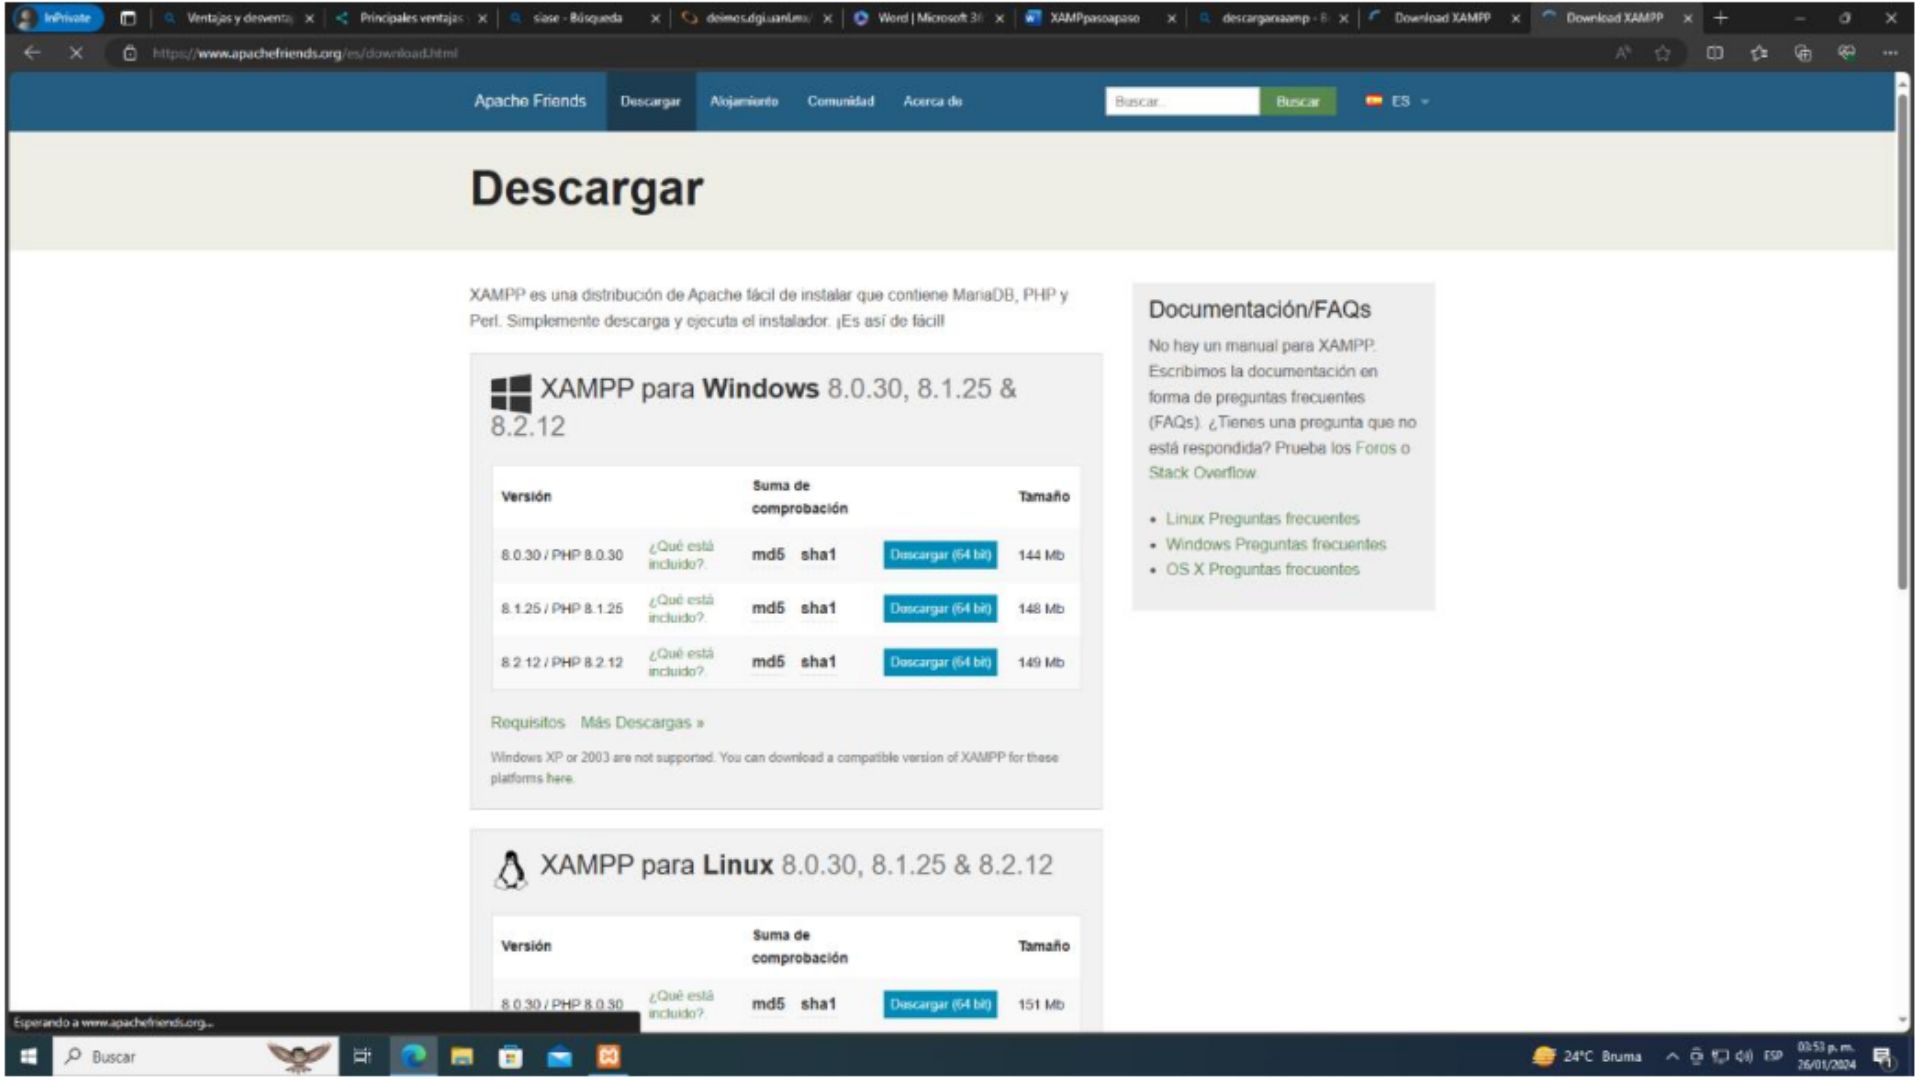 InPrivate
Ventajas y desventaj
Principales ventajas
siase - Búsqueda
deimos.dgi.uanl.mx/
Word | Microsoft 36
XAMPpasoapaso
descargarxaamp - B
Download XAMPP
Download XAMPP
https://www.apachefriends.org/es/download.html
Apache Friends
Descargar
Alojamiento
Comunidad
Acerca de
Buscar...
Buscar
ES
Descargar
XAMPP es una distribución de Apache fácil de instalar que contiene MariaDB, PHP y
Perl. Simplemente descarga y ejecuta el instalador. ¡Es así de fácil!
XAMPP para Windows 8.0.30, 8.1.25 &
8.2.12
Versión
Suma de
comprobación
Tamaño
8.0.30 / PHP 8.0.30
¿Qué está
incluido?.
md5 sha1
Descargar (64 bit)
144 Mb
8.1.25 / PHP 8.1.25
¿Qué está
incluido?.
md5 sha1
Descargar (64 bit)
148 Mb
8.2.12 / PHP 8.2.12
¿Qué está
incluido?.
md5 sha1
Descargar (64 bit)
149 Mb
Requisitos Más Descargas »
Windows XP or 2003 are not supported. You can download a compatible version of XAMPP for these
platforms here.
XAMPP para Linux 8.0.30, 8.1.25 & 8.2.12
Versión
Suma de
comprobación
Tamaño
8.0.30 / PHP 8.0.30
¿Qué está
incluido?.
md5 sha1
Descargar (64 bit)
151 Mb
Documentación/FAQs
No hay un manual para XAMPP.
Escribimos la documentación en
forma de preguntas frecuentes
(FAQs). ¿Tienes una pregunta que no
está respondida? Prueba los Foros o
Stack Overflow.
• Linux Preguntas frecuentes
• Windows Preguntas frecuentes
• OS X Preguntas frecuentes
Esperando a www.apachefriends.org...
Buscar
24°C Bruma
ESP
03:53 p. m.
26/01/2024